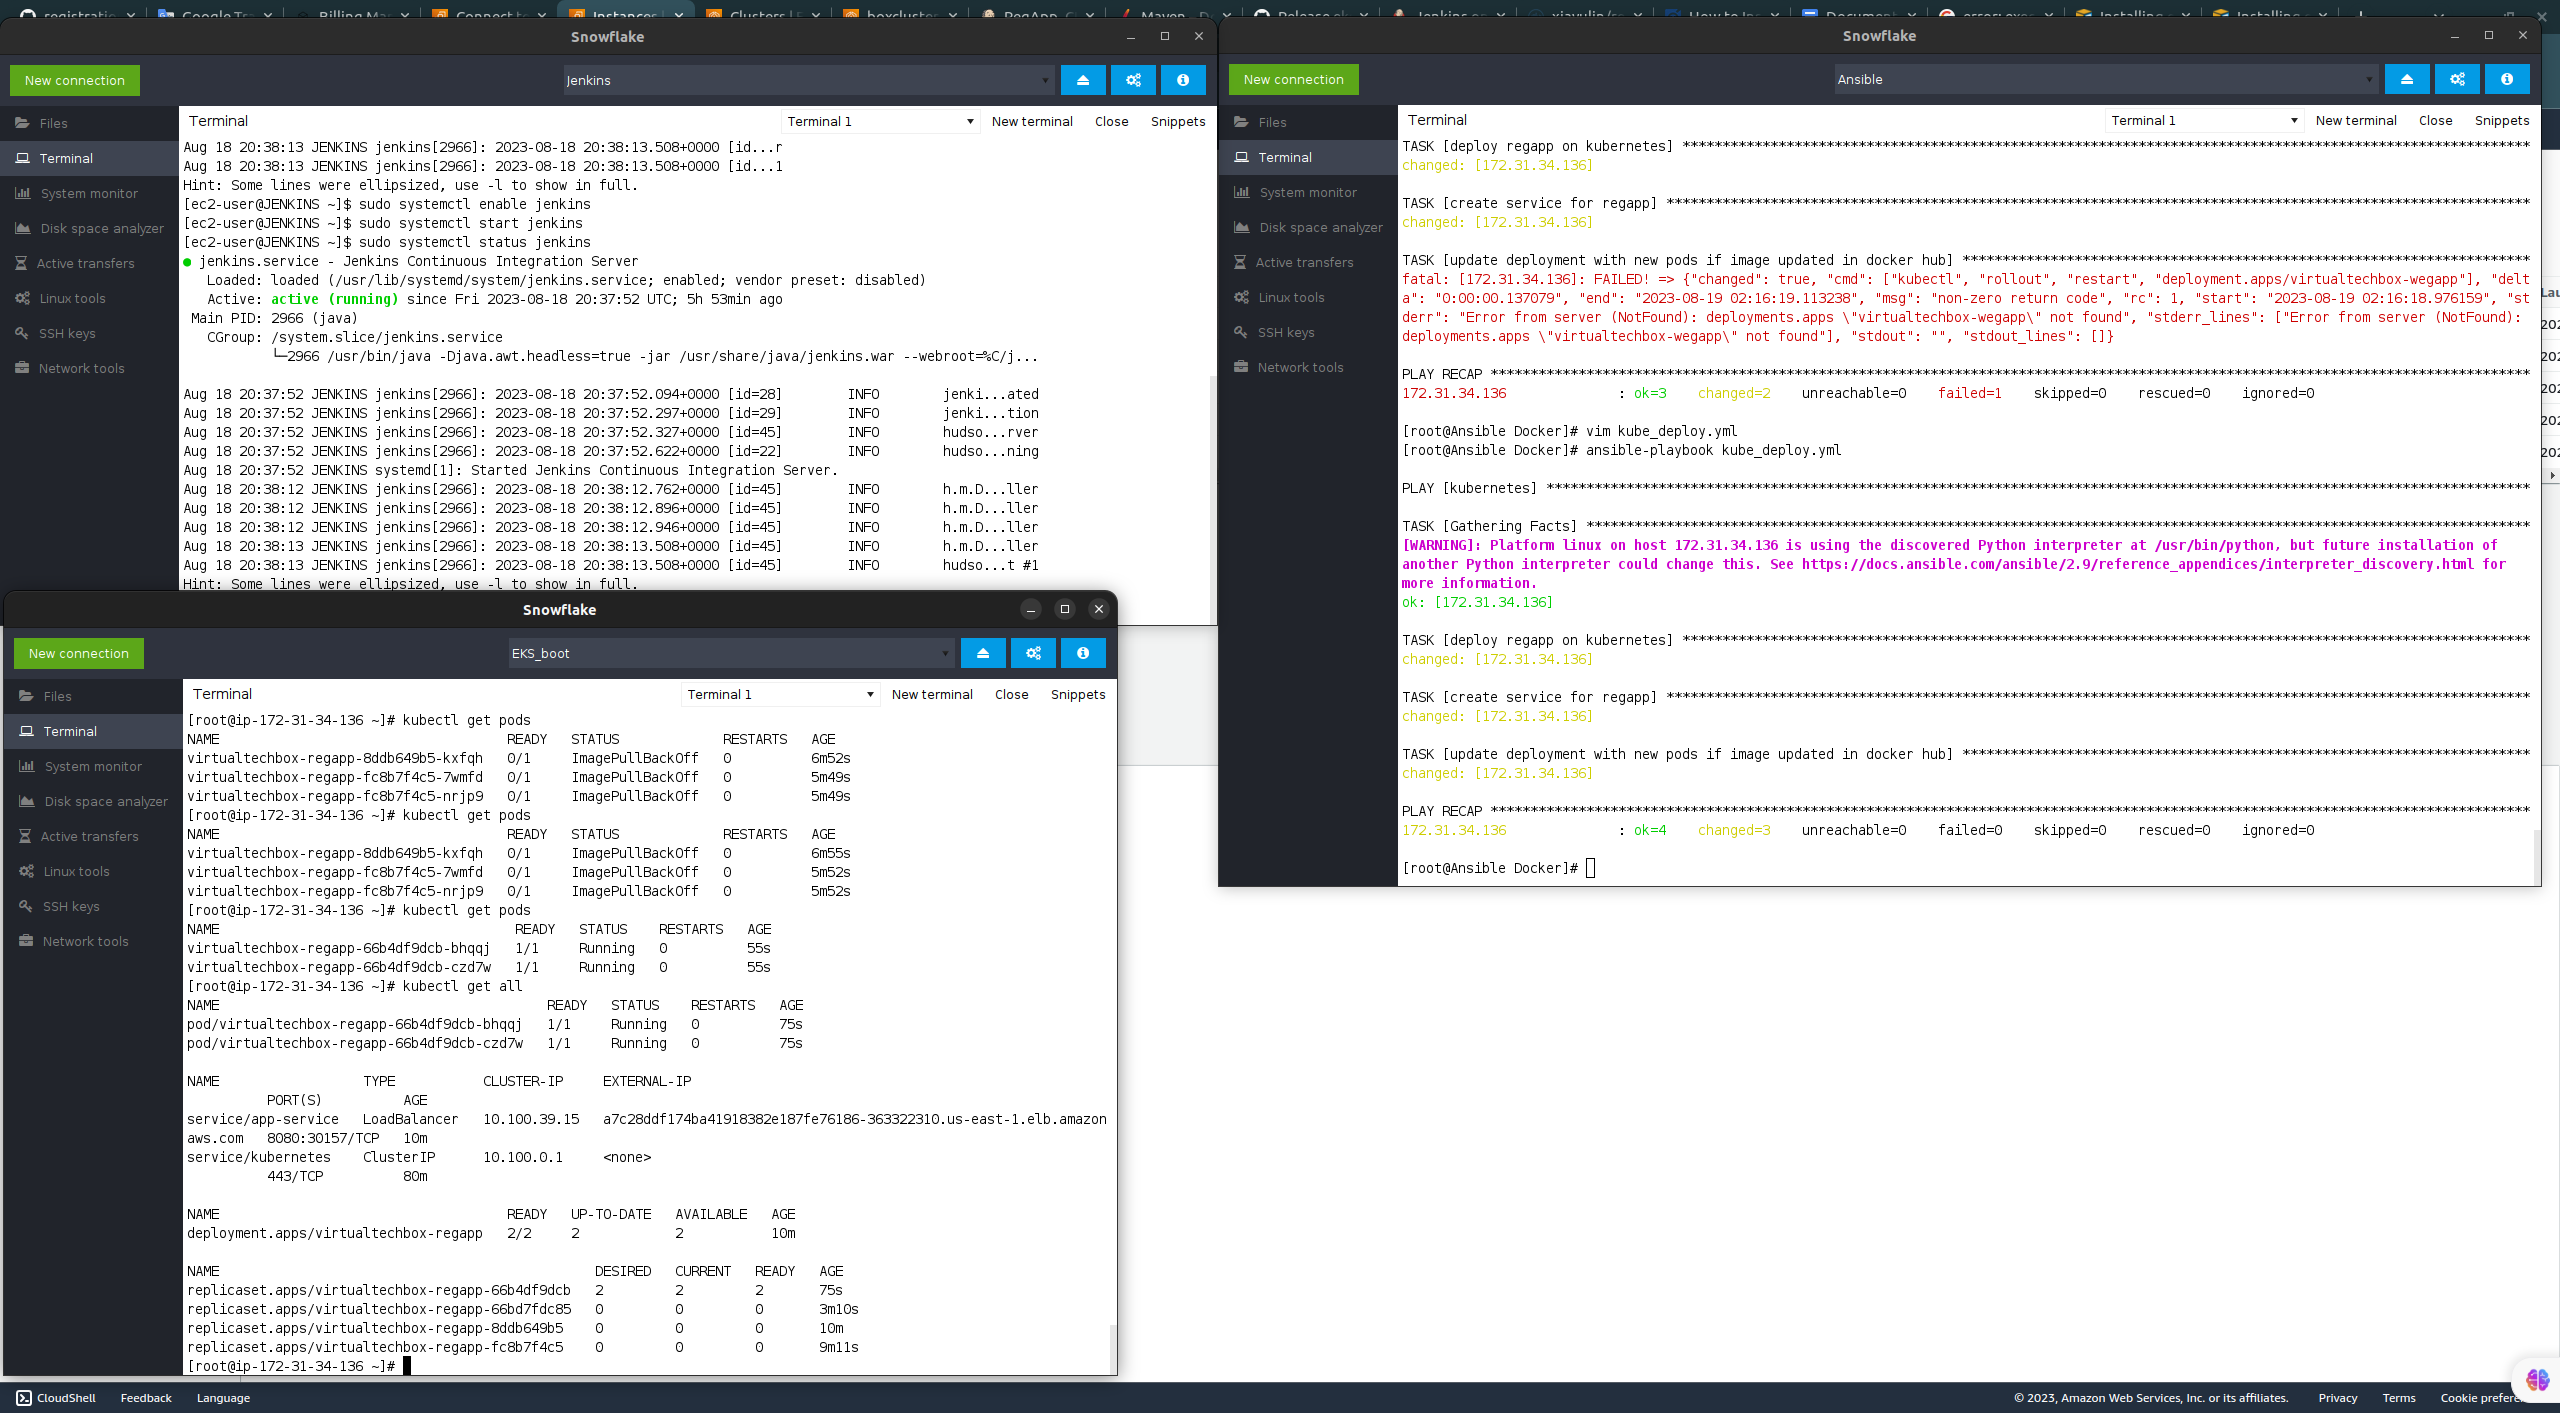 Snowflake
New connection
Jenkins
Files
Terminal
System monitor
Disk space analyzer
Active transfers
Linux tools
SSH keys
Network tools
Terminal
Terminal 1
New terminal
Close
Snippets
Aug 18 20:38:13 JENKINS jenkins[2966]: 2023-08-18 20:38:13.508+0000 [id...r
Aug 18 20:38:13 JENKINS jenkins[2966]: 2023-08-18 20:38:13.508+0000 [id...1
Hint: Some lines were ellipsized, use -l to show in full.
[ec2-user@JENKINS ~]$ sudo systemctl enable jenkins
[ec2-user@JENKINS ~]$ sudo systemctl start jenkins
[ec2-user@JENKINS ~]$ sudo systemctl status jenkins
● jenkins.service - Jenkins Continuous Integration Server
Loaded: loaded (/usr/lib/systemd/system/jenkins.service; enabled; vendor preset: disabled)
Active: active (running) since Fri 2023-08-18 20:37:52 UTC; 5h 53min ago
Main PID: 2966 (java)
CGroup: /system.slice/jenkins.service
└─2966 /usr/bin/java -Djava.awt.headless=true -jar /usr/share/java/jenkins.war --webroot=%C/j...
Aug 18 20:37:52 JENKINS jenkins[2966]: 2023-08-18 20:37:52.094+0000 [id=28] INFO jenki...ated
Aug 18 20:37:52 JENKINS jenkins[2966]: 2023-08-18 20:37:52.297+0000 [id=29] INFO jenki...tion
Aug 18 20:37:52 JENKINS jenkins[2966]: 2023-08-18 20:37:52.327+0000 [id=45] INFO hudso...rver
Aug 18 20:37:52 JENKINS jenkins[2966]: 2023-08-18 20:37:52.622+0000 [id=22] INFO hudso...ning
Aug 18 20:37:52 JENKINS systemd[1]: Started Jenkins Continuous Integration Server.
Aug 18 20:38:12 JENKINS jenkins[2966]: 2023-08-18 20:38:12.762+0000 [id=45] INFO h.m.D...ller
Aug 18 20:38:12 JENKINS jenkins[2966]: 2023-08-18 20:38:12.896+0000 [id=45] INFO h.m.D...ller
Aug 18 20:38:12 JENKINS jenkins[2966]: 2023-08-18 20:38:12.946+0000 [id=45] INFO h.m.D...ller
Aug 18 20:38:13 JENKINS jenkins[2966]: 2023-08-18 20:38:13.508+0000 [id=45] INFO h.m.D...ller
Aug 18 20:38:13 JENKINS jenkins[2966]: 2023-08-18 20:38:13.508+0000 [id=45] INFO hudso...t #1
Hint: Some lines were ellipsized, use -l to show in full.
Snowflake
New connection
Ansible
Files
Terminal
System monitor
Disk space analyzer
Active transfers
Linux tools
SSH keys
Network tools
Terminal
Terminal 1
New terminal
Close
Snippets
TASK [deploy regapp on kubernetes] **********************************************************************************************************
changed: [172.31.34.136]
TASK [create service for regapp] ************************************************************************************************************
changed: [172.31.34.136]
TASK [update deployment with new pods if image updated in docker hub] ***********************************************************************
fatal: [172.31.34.136]: FAILED! => {"changed": true, "cmd": ["kubectl", "rollout", "restart", "deployment.apps/virtualtechbox-wegapp"], "delt
a": "0:00:00.137079", "end": "2023-08-19 02:16:19.113238", "msg": "non-zero return code", "rc": 1, "start": "2023-08-19 02:16:18.976159", "st
derr": "Error from server (NotFound): deployments.apps \"virtualtechbox-wegapp\" not found", "stderr_lines": ["Error from server (NotFound):
deployments.apps \"virtualtechbox-wegapp\" not found"], "stdout": "", "stdout_lines": []}
PLAY RECAP **********************************************************************************************************************************
172.31.34.136 : ok=3 changed=2 unreachable=0 failed=1 skipped=0 rescued=0 ignored=0
[root@Ansible Docker]# vim kube_deploy.yml
[root@Ansible Docker]# ansible-playbook kube_deploy.yml
PLAY [kubernetes] ***************************************************************************************************************************
TASK [Gathering Facts] **********************************************************************************************************************
[WARNING]: Platform linux on host 172.31.34.136 is using the discovered Python interpreter at /usr/bin/python, but future installation of
another Python interpreter could change this. See https://docs.ansible.com/ansible/2.9/reference_appendices/interpreter_discovery.html for
more information.
ok: [172.31.34.136]
TASK [deploy regapp on kubernetes] **********************************************************************************************************
changed: [172.31.34.136]
TASK [create service for regapp] ************************************************************************************************************
changed: [172.31.34.136]
TASK [update deployment with new pods if image updated in docker hub] ***********************************************************************
changed: [172.31.34.136]
PLAY RECAP **********************************************************************************************************************************
172.31.34.136 : ok=4 changed=3 unreachable=0 failed=0 skipped=0 rescued=0 ignored=0
[root@Ansible Docker]#
Snowflake
New connection
EKS_boot
Files
Terminal
System monitor
Disk space analyzer
Active transfers
Linux tools
SSH keys
Network tools
Terminal
Terminal 1
New terminal
Close
Snippets
[root@ip-172-31-34-136 ~]# kubectl get pods
NAME READY STATUS RESTARTS AGE
virtualtechbox-regapp-8ddb649b5-kxfqh 0/1 ImagePullBackOff 0 6m52s
virtualtechbox-regapp-fc8b7f4c5-7wmfd 0/1 ImagePullBackOff 0 5m49s
virtualtechbox-regapp-fc8b7f4c5-nrjp9 0/1 ImagePullBackOff 0 5m49s
[root@ip-172-31-34-136 ~]# kubectl get pods
NAME READY STATUS RESTARTS AGE
virtualtechbox-regapp-8ddb649b5-kxfqh 0/1 ImagePullBackOff 0 6m55s
virtualtechbox-regapp-fc8b7f4c5-7wmfd 0/1 ImagePullBackOff 0 5m52s
virtualtechbox-regapp-fc8b7f4c5-nrjp9 0/1 ImagePullBackOff 0 5m52s
[root@ip-172-31-34-136 ~]# kubectl get pods
NAME READY STATUS RESTARTS AGE
virtualtechbox-regapp-66b4df9dcb-bhqqj 1/1 Running 0 55s
virtualtechbox-regapp-66b4df9dcb-czd7w 1/1 Running 0 55s
[root@ip-172-31-34-136 ~]# kubectl get all
NAME READY STATUS RESTARTS AGE
pod/virtualtechbox-regapp-66b4df9dcb-bhqqj 1/1 Running 0 75s
pod/virtualtechbox-regapp-66b4df9dcb-czd7w 1/1 Running 0 75s
NAME TYPE CLUSTER-IP EXTERNAL-IP
PORT(S) AGE
service/app-service LoadBalancer 10.100.39.15 a7c28ddf174ba41918382e187fe76186-363322310.us-east-1.elb.amazon
aws.com 8080:30157/TCP 10m
service/kubernetes ClusterIP 10.100.0.1 <none>
443/TCP 80m
NAME READY UP-TO-DATE AVAILABLE AGE
deployment.apps/virtualtechbox-regapp 2/2 2 2 10m
NAME DESIRED CURRENT READY AGE
replicaset.apps/virtualtechbox-regapp-66b4df9dcb 2 2 2 75s
replicaset.apps/virtualtechbox-regapp-66bd7fdc85 0 0 0 3m10s
replicaset.apps/virtualtechbox-regapp-8ddb649b5 0 0 0 10m
replicaset.apps/virtualtechbox-regapp-fc8b7f4c5 0 0 0 9m11s
[root@ip-172-31-34-136 ~]#
CloudShell
Feedback
Language
© 2023, Amazon Web Services, Inc. or its affiliates.
Privacy
Terms
Cookie prefere